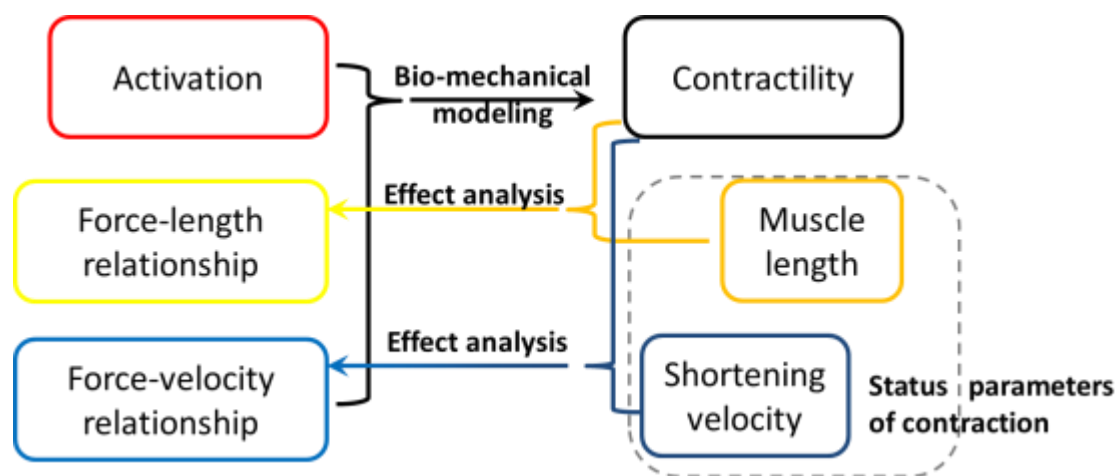 Activation
Bio-mechanical
modeling
Contractility
Force-length
relationship
Effect analysis
Muscle
length
Force-velocity
relationship
Effect analysis
Shortening
velocity
Status parameters
of contraction